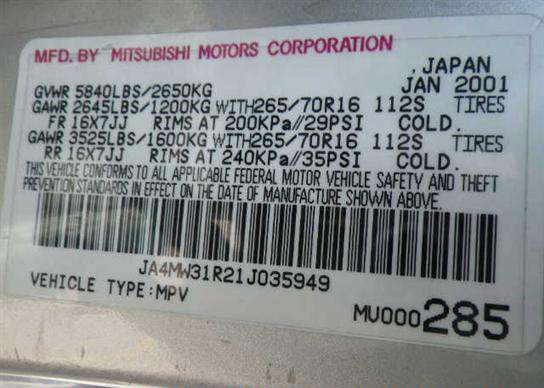 MFD. BY MITSUBISHI MOTORS CORPORATION
, JAPAN
GVWR 5840LBS/2650KG JAN 2001
GAWR 2645LBS/1200KG WITH265/70R16 112S TIRES
FR 16X7JJ RIMS AT 200KPa//29PSI COLD.
GAWR 3525LBS/1600KG WITH265/70R16 112S TIRES
RR 16X7JJ RIMS AT 240KPa//35PSI COLD.
THIS VEHICLE CONFORMS TO ALL APPLICABLE FEDERAL MOTOR VEHICLE SAFETY AND THEFT
PREVENTION STANDARDS IN EFFECT ON THE DATE OF MANUFACTURE SHOWN ABOVE.
JA4MW31R21J035949
VEHICLE TYPE:MPV MU000285